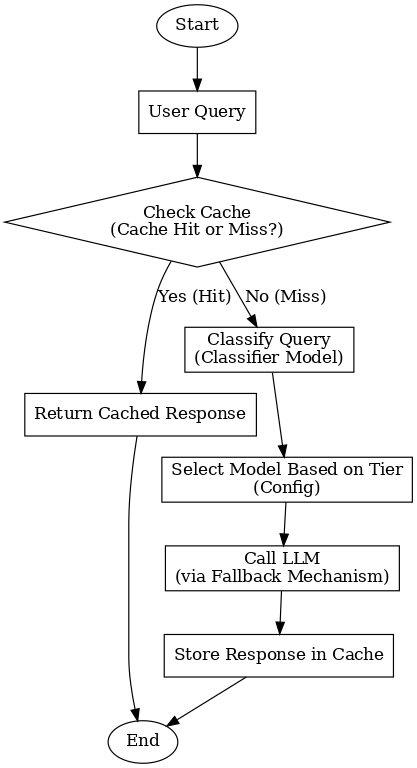 Start
User Query
Check Cache
(Cache Hit or Miss?)
Yes (Hit)
No (Miss)
Classify Query
(Classifier Model)
Return Cached Response
Select Model Based on Tier
(Config)
Call LLM
(via Fallback Mechanism)
Store Response in Cache
End